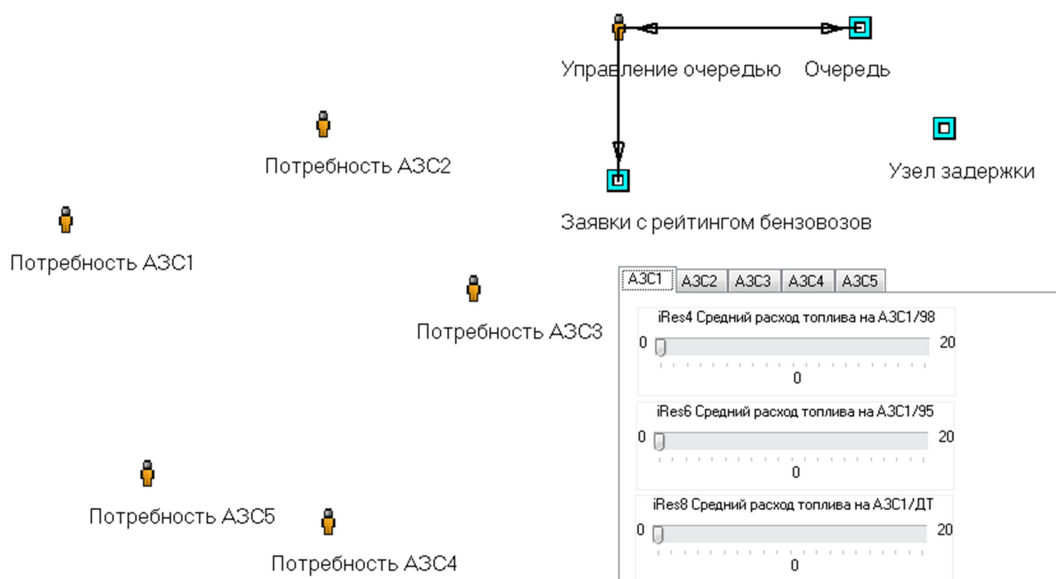 Управление очередью
Очередь
Потребность АЗС2
Узел задержки
Заявки с рейтингом бензовозов
Потребность АЗС1
Потребность АЗС3
АЗС1 АЗС2 АЗС3 АЗС4 АЗС5
iRes4 Средний расход топлива на АЗС1/98
0 20
0
iRes6 Средний расход топлива на АЗС1/95
0 20
0
iRes8 Средний расход топлива на АЗС1/ДТ
0 20
0
Потребность АЗС5
Потребность АЗС4